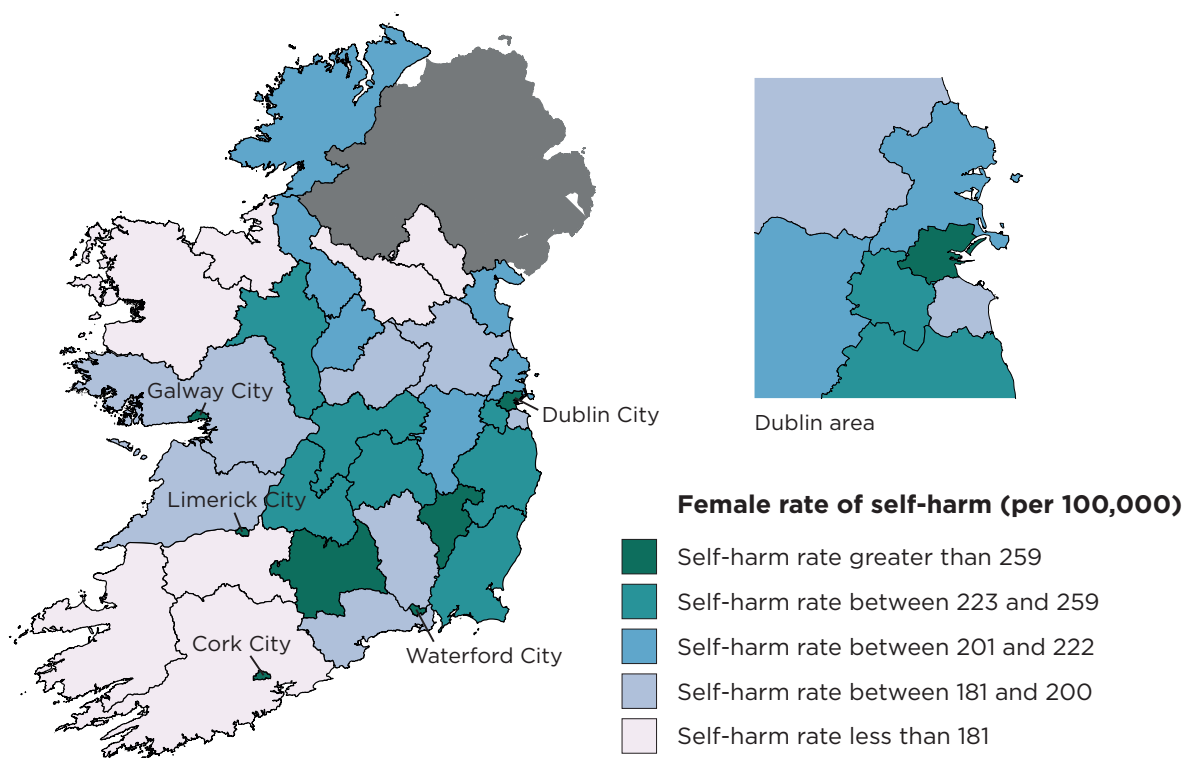 Galway City
Dublin City
Limerick City
Cork City
Waterford City
Dublin area
Female rate of self-harm (per 100,000)
Self-harm rate greater than 259
Self-harm rate between 223 and 259
Self-harm rate between 201 and 222
Self-harm rate between 181 and 200
Self-harm rate less than 181